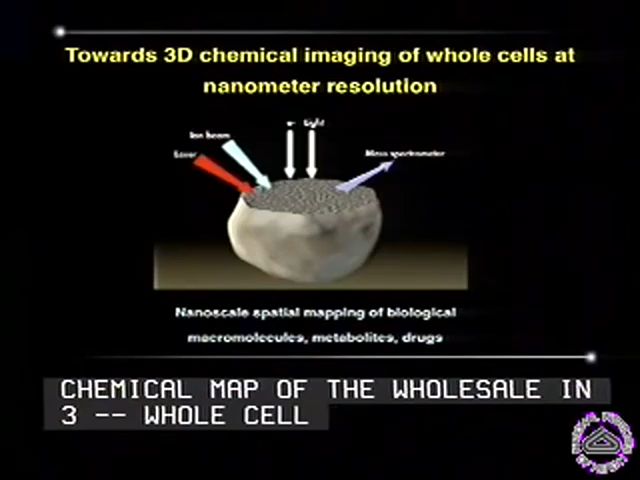 Towards 3D chemical imaging of whole cells at
nanometer resolution
e- Light
Ion beam
Laser
Mass spectrometer
Nanoscale spatial mapping of biological
macromolecules, metabolites, drugs
CHEMICAL MAP OF THE WHOLESALE IN
3 -- WHOLE CELL